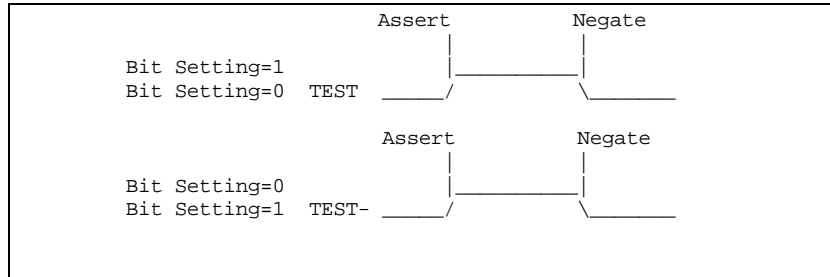 Assert Negate
Bit Setting=1
Bit Setting=0 TEST
Assert Negate
Bit Setting=0
Bit Setting=1 TEST-